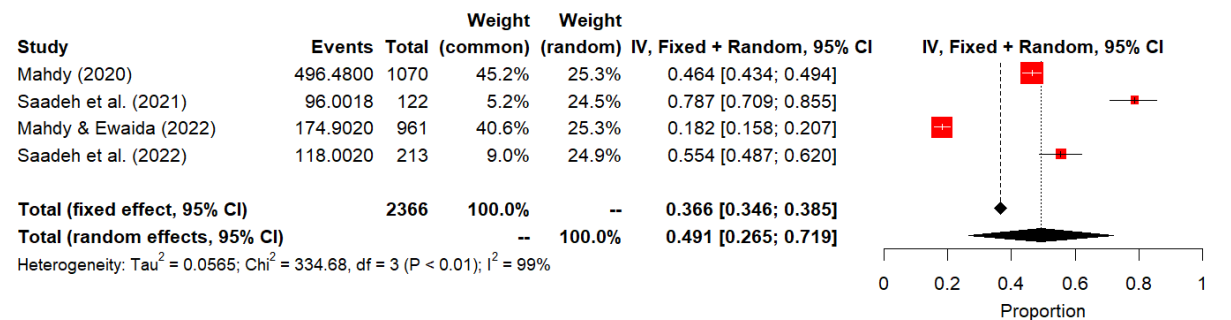 Weight Weight
Study Events Total (common) (random) IV, Fixed + Random, 95% CI IV, Fixed + Random, 95% CI
Mahdy (2020) 496.4800 1070 45.2% 25.3% 0.464 [0.434; 0.494]
Saadeh et al. (2021) 96.0018 122 5.2% 24.5% 0.787 [0.709; 0.855]
Mahdy & Ewaida (2022) 174.9020 961 40.6% 25.3% 0.182 [0.158; 0.207]
Saadeh et al. (2022) 118.0020 213 9.0% 24.9% 0.554 [0.487; 0.620]
Total (fixed effect, 95% CI) 2366 100.0% -- 0.366 [0.346; 0.385]
Total (random effects, 95% CI) -- 100.0% 0.491 [0.265; 0.719]
Heterogeneity: Tau² = 0.0565; Chi² = 334.68, df = 3 (P < 0.01); I² = 99%
0 0.2 0.4 0.6 0.8 1
Proportion